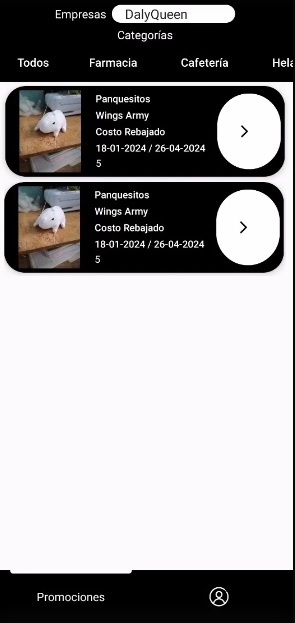 Empresas DalyQueen
Categorías
Todos Farmacia Cafetería Hela
Panquesitos
Wings Army
Costo Rebajado
18-01-2024 / 26-04-2024
5
Panquesitos
Wings Army
Costo Rebajado
18-01-2024 / 26-04-2024
5
Promociones